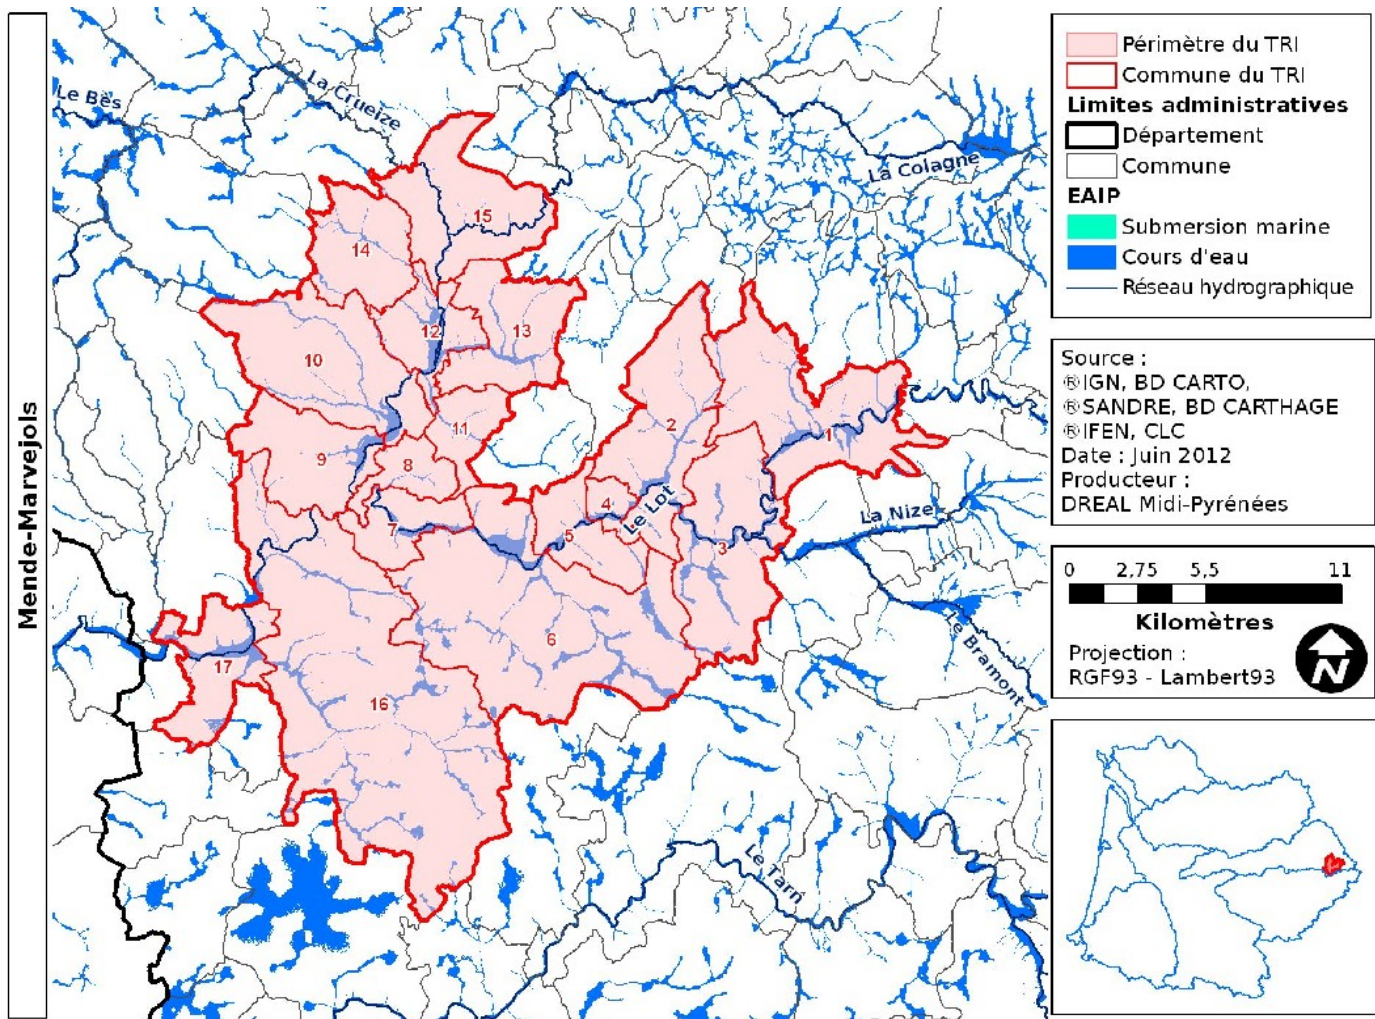 Mende-Marvejols
Le Bès
La Crueize
La Colagne
15
14
12
13
10
2
11
1
9
8
4
Le Lot
La Nize
7
5
3
6
Le Bramont
17
16
Le Tarn
Périmètre du TRI
Commune du TRI
Limites administratives
Département
Commune
EAIP
Submersion marine
Cours d'eau
Réseau hydrographique
Source :
®IGN, BD CARTO,
®SANDRE, BD CARTHAGE
®IFEN, CLC
Date : Juin 2012
Producteur :
DREAL Midi-Pyrénées
0 2,75 5,5 11
Kilomètres
Projection :
RGF93 - Lambert93
N